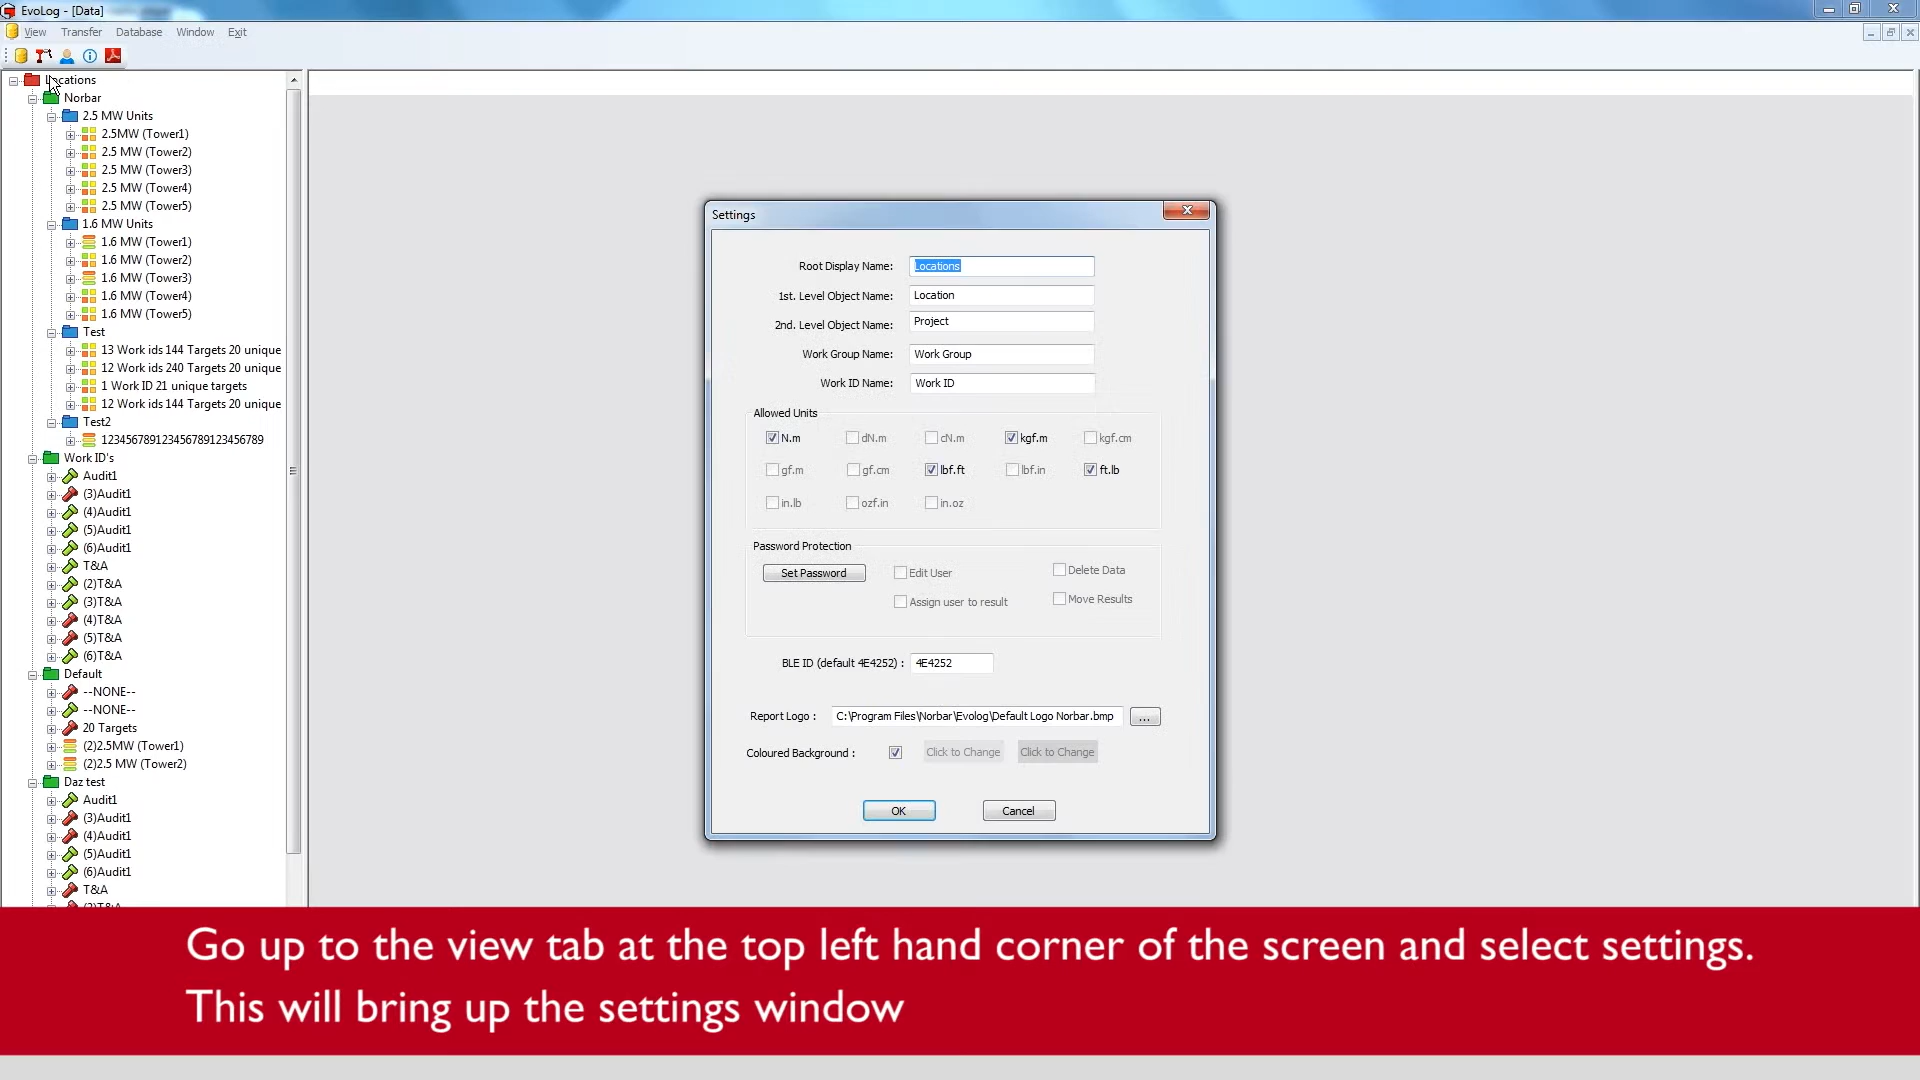 EvoLog - [Data]
View Transfer Database Window Exit
Locations
Norbar
2.5 MW Units
2.5MW (Tower1)
2.5 MW (Tower2)
2.5 MW (Tower3)
2.5 MW (Tower4)
2.5 MW (Tower5)
1.6 MW Units
1.6 MW (Tower1)
1.6 MW (Tower2)
1.6 MW (Tower3)
1.6 MW (Tower4)
1.6 MW (Tower5)
Test
13 Work ids 144 Targets 20 unique
12 Work ids 240 Targets 20 unique
1 Work ID 21 unique targets
12 Work ids 144 Targets 20 unique
Test2
123456789123456789123456789
Work ID's
Audit1
(3)Audit1
(4)Audit1
(5)Audit1
(6)Audit1
T&A
(2)T&A
(3)T&A
(4)T&A
(5)T&A
(6)T&A
Default
--NONE--
--NONE--
20 Targets
(2)2.5MW (Tower1)
(2)2.5 MW (Tower2)
Daz test
Audit1
(3)Audit1
(4)Audit1
(5)Audit1
(6)Audit1
T&A
(2)T&A
Settings
Root Display Name: Locations
1st. Level Object Name: Location
2nd. Level Object Name: Project
Work Group Name: Work Group
Work ID Name: Work ID
Allowed Units
N.m dN.m cN.m kgf.m kgf.cm
gf.m gf.cm lbf.ft lbf.in ft.lb
in.lb ozf.in in.oz
Password Protection
Set Password Edit User Delete Data
Assign user to result Move Results
BLE ID (default 4E4252) : 4E4252
Report Logo : C:\Program Files\Norbar\Evolog\Default Logo Norbar.bmp ...
Coloured Background : Click to Change Click to Change
OK Cancel
Go up to the view tab at the top left hand corner of the screen and select settings.
This will bring up the settings window